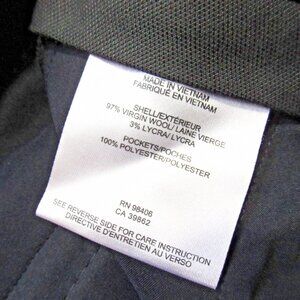 MADE IN VIETNAM
FABRIQUÉ EN VIETNAM
SHELL/EXTÉRIEUR
97% VIRGIN WOOL/ LAINE VIERGE
3% LYCRA/ LYCRA
POCKETS/POCHES
100% POLYESTER/POLYESTER
RN 98406
CA 39862
SEE REVERSE SIDE FOR CARE INSTRUCTION
DIRECTIVE D'ENTRETIEN AU VERSO